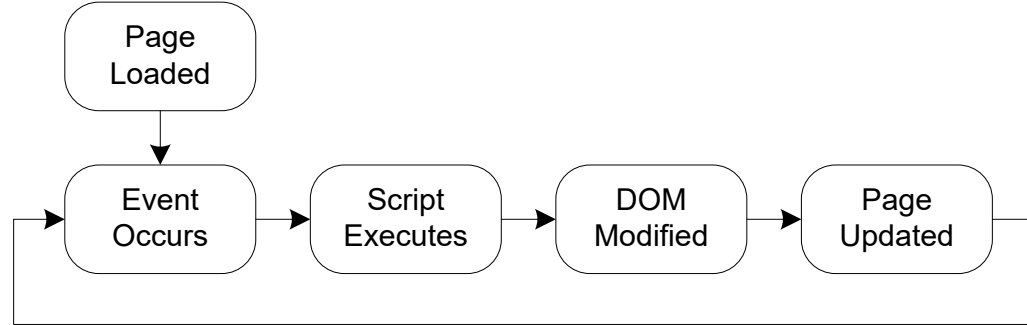 Page
Loaded
Event
Occurs
Script
Executes
DOM
Modified
Page
Updated